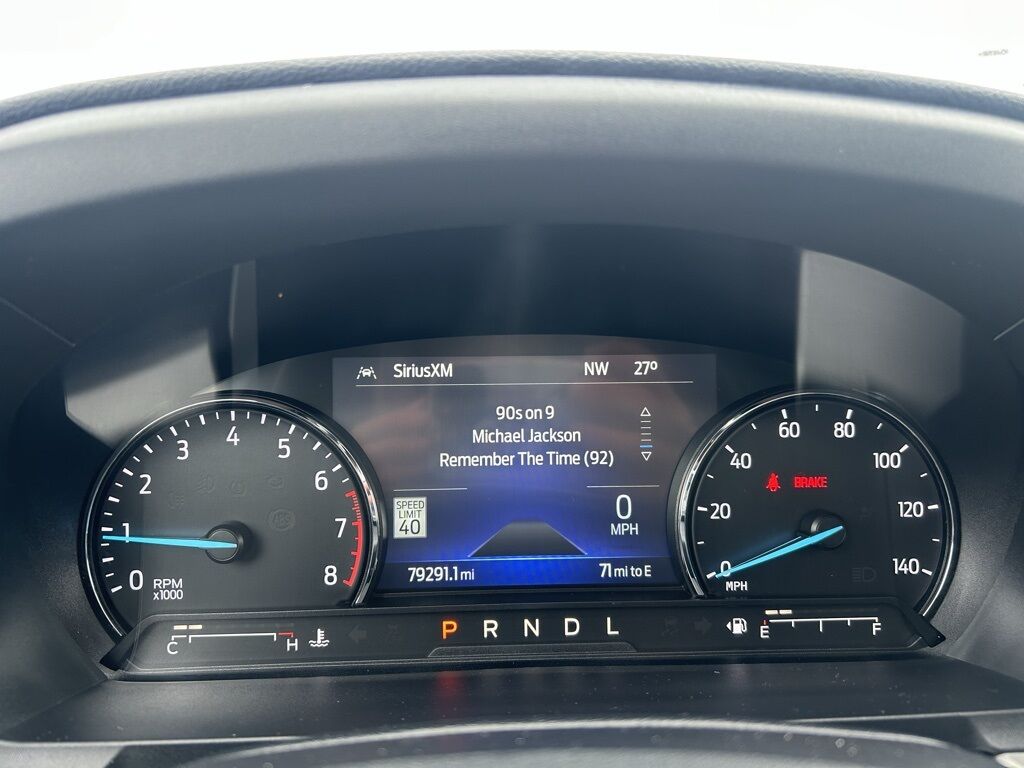 SiriusXM NW 27º
90s on 9
Michael Jackson
Remember The Time (92)
SPEED
LIMIT
40
0
MPH
79291.1 mi 71 mi to E
0 1 2 3 4 5 6 7 8
RPM
x1000
0 20 40 60 80 100 120 140
MPH
BRAKE
C H
P R N D L
E F